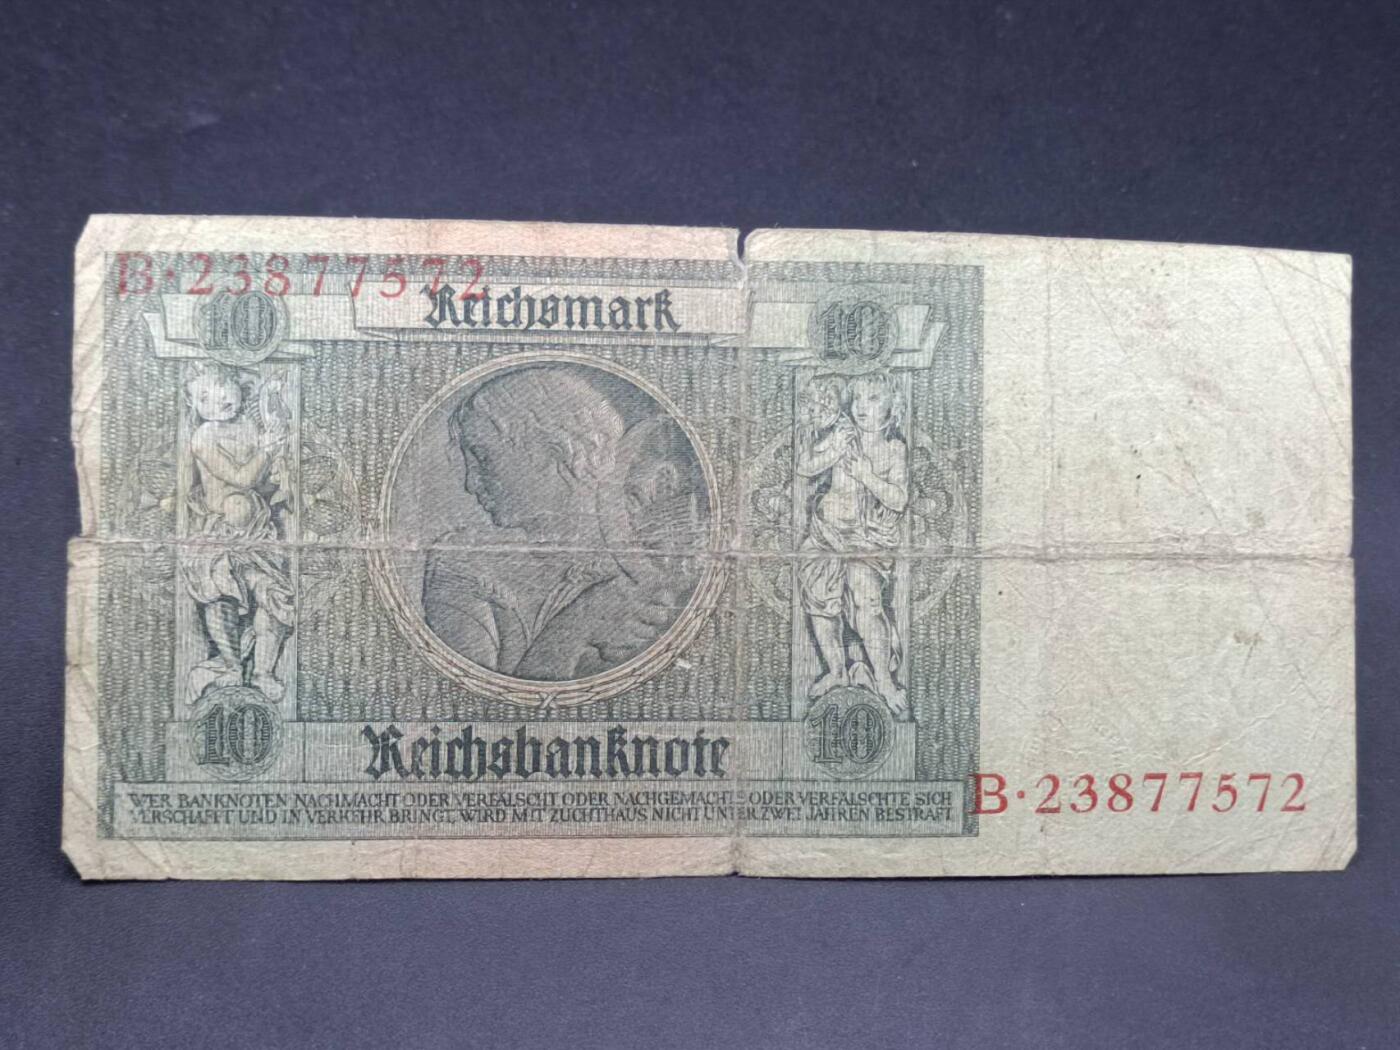 B·23877572
10 Reichsmark 10
10 Reichsbanknote 10
WER BANKNOTEN NACHMACHT ODER VERFÄLSCHT ODER NACHGEMACHTE ODER VERFÄLSCHTE SICH
VERSCHAFFT UND IN VERKEHR BRINGT, WIRD MIT ZUCHTHAUS NICHT UNTER ZWEI JAHREN BESTRAFT
B·23877572